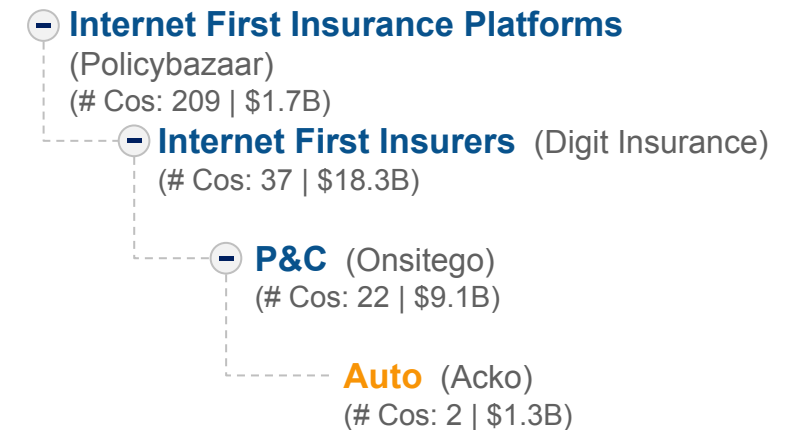 Internet First Insurance Platforms
(Policybazaar)
(# Cos: 209 | $1.7B)
Internet First Insurers (Digit Insurance)
(# Cos: 37 | $18.3B)
P&C (Onsitego)
(# Cos: 22 | $9.1B)
Auto (Acko)
(# Cos: 2 | $1.3B)